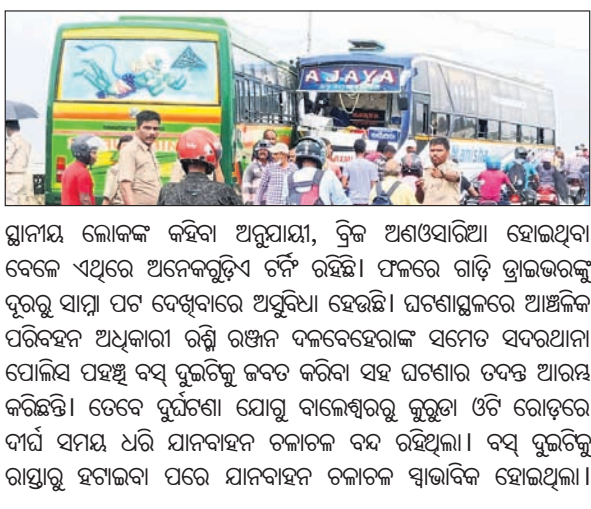 AJAYA
ସ୍ଥାନୀୟ ଲୋକଙ୍କ କହିବା ଅନୁଯାୟୀ, ବ୍ରିଜ ଅଣଓସାରିଆ ହୋଇଥିବା
ବେଳେ ଏଥିରେ ଅନେକଗୁଡ଼ିଏ ଟର୍ନିଂ ରହିଛି। ଫଳରେ ଗାଡ଼ି ଡ୍ରାଇଭରଙ୍କୁ
ଦୂରରୁ ସାମ୍ନା ପଟ ଦେଖିବାରେ ଅସୁବିଧା ହେଉଛି। ଘଟଣାସ୍ଥଳରେ ଆଞ୍ଚଳିକ
ପରିବହନ ଅଧିକାରୀ ରଶ୍ମି ରଞ୍ଜନ ଦଳବେହେରାଙ୍କ ସମେତ ସଦରଥାନା
ପୋଲିସ ପହଞ୍ଚି ବସ୍ ଦୁଇଟିକୁ ଜବତ କରିବା ସହ ଘଟଣାର ତଦନ୍ତ ଆରମ୍ଭ
କରିଛନ୍ତି। ତେବେ ଦୁର୍ଘଟଣା ଯୋଗୁ ବାଲେଶ୍ୱରରୁ କୁରୁଡା ଓଟି ରୋଡ଼ରେ
ଦୀର୍ଘ ସମୟ ଧରି ଯାନବାହନ ଚଳାଚଳ ବନ୍ଦ ରହିଥିଲା। ବସ୍ ଦୁଇଟିକୁ
ରାସ୍ତାରୁ ହଟାଇବା ପରେ ଯାନବାହନ ଚଳାଚଳ ସ୍ୱାଭାବିକ ହୋଇଥିଲା।